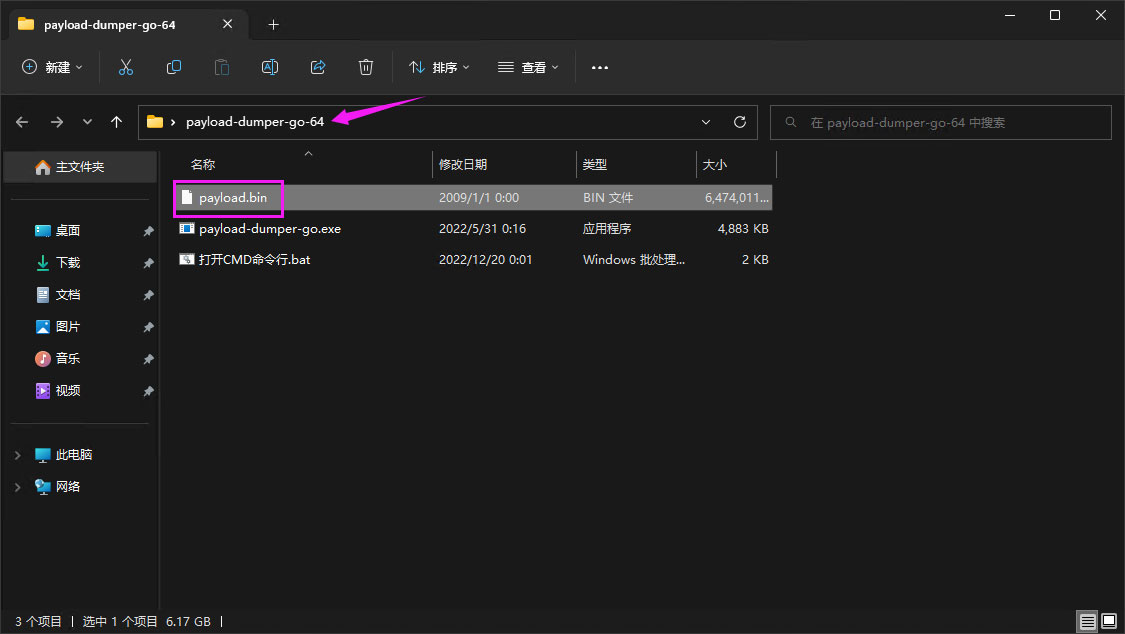 payload-dumper-go-64
新建
排序
查看
payload-dumper-go-64
在 payload-dumper-go-64 中搜索
主文件夹
桌面
下载
文档
图片
音乐
视频
此电脑
网络
名称 修改日期 类型 大小
payload.bin 2009/1/1 0:00 BIN 文件 6,474,011...
payload-dumper-go.exe 2022/5/31 0:16 应用程序 4,883 KB
打开CMD命令行.bat 2022/12/20 0:01 Windows 批处理... 2 KB
3 个项目 选中 1 个项目 6.17 GB